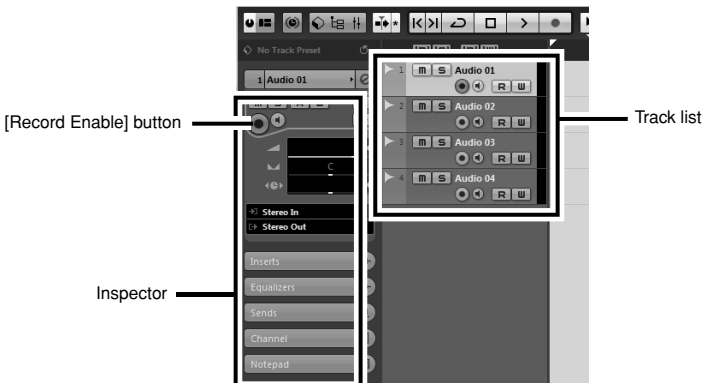 No Track Preset
1 Audio 01
m S R W
[Record Enable] button
C
Stereo In
Stereo Out
Inserts
Equalizers
Sends
Channel
Notepad
Inspector
1 m S Audio 01
R W
2 m S Audio 02
R W
3 m S Audio 03
R W
4 m S Audio 04
R W
Track list